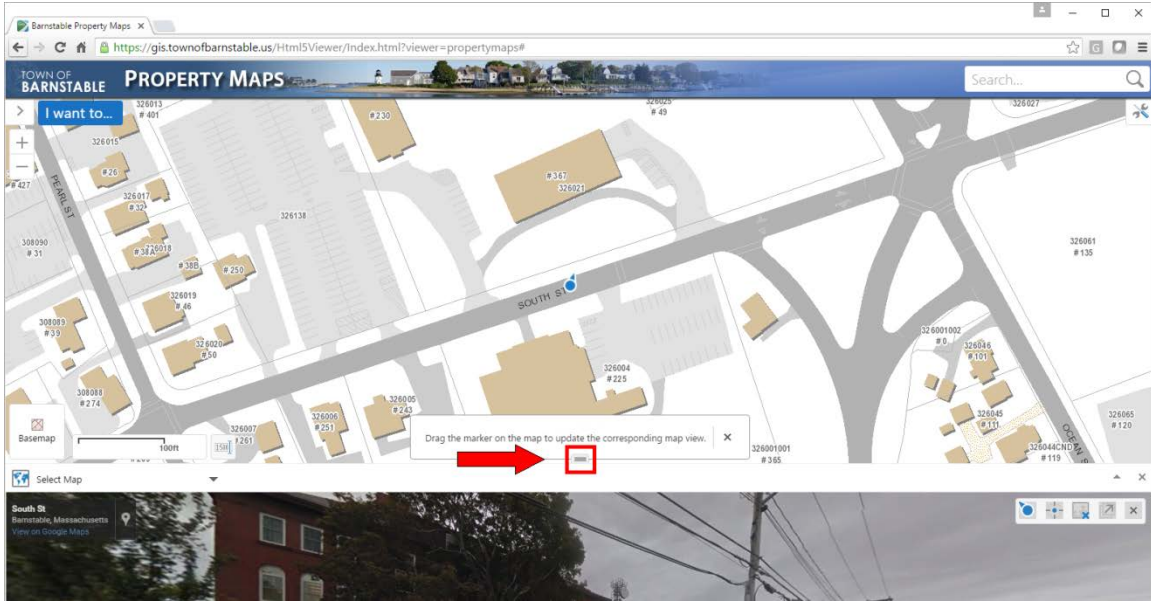 Barnstable Property Maps
https://gis.townofbarnstable.us/Html5Viewer/Index.html?viewer=propertymaps#
TOWN OF
BARNSTABLE
PROPERTY MAPS
Search...
I want to...
326013
# 401
#230
326025
# 49
326027
326015
#26
#427
PEARL ST
326017
#32
#367
326021
326138
308090
# 31
#38A
326018
#38B
#250
326061
# 135
326019
# 46
SOUTH ST
308089
#39
326020
#50
326001002
# 0
326046
# 101
326004
# 225
308088
# 274
326005
# 243
326006
# 251
326007
# 261
326045
# 111
326065
# 120
Basemap
100ft
Drag the marker on the map to update the corresponding map view.
326001001
# 365
326044CND
# 119
OCEAN S
Select Map
South St
Barnstable, Massachusetts
View on Google Maps